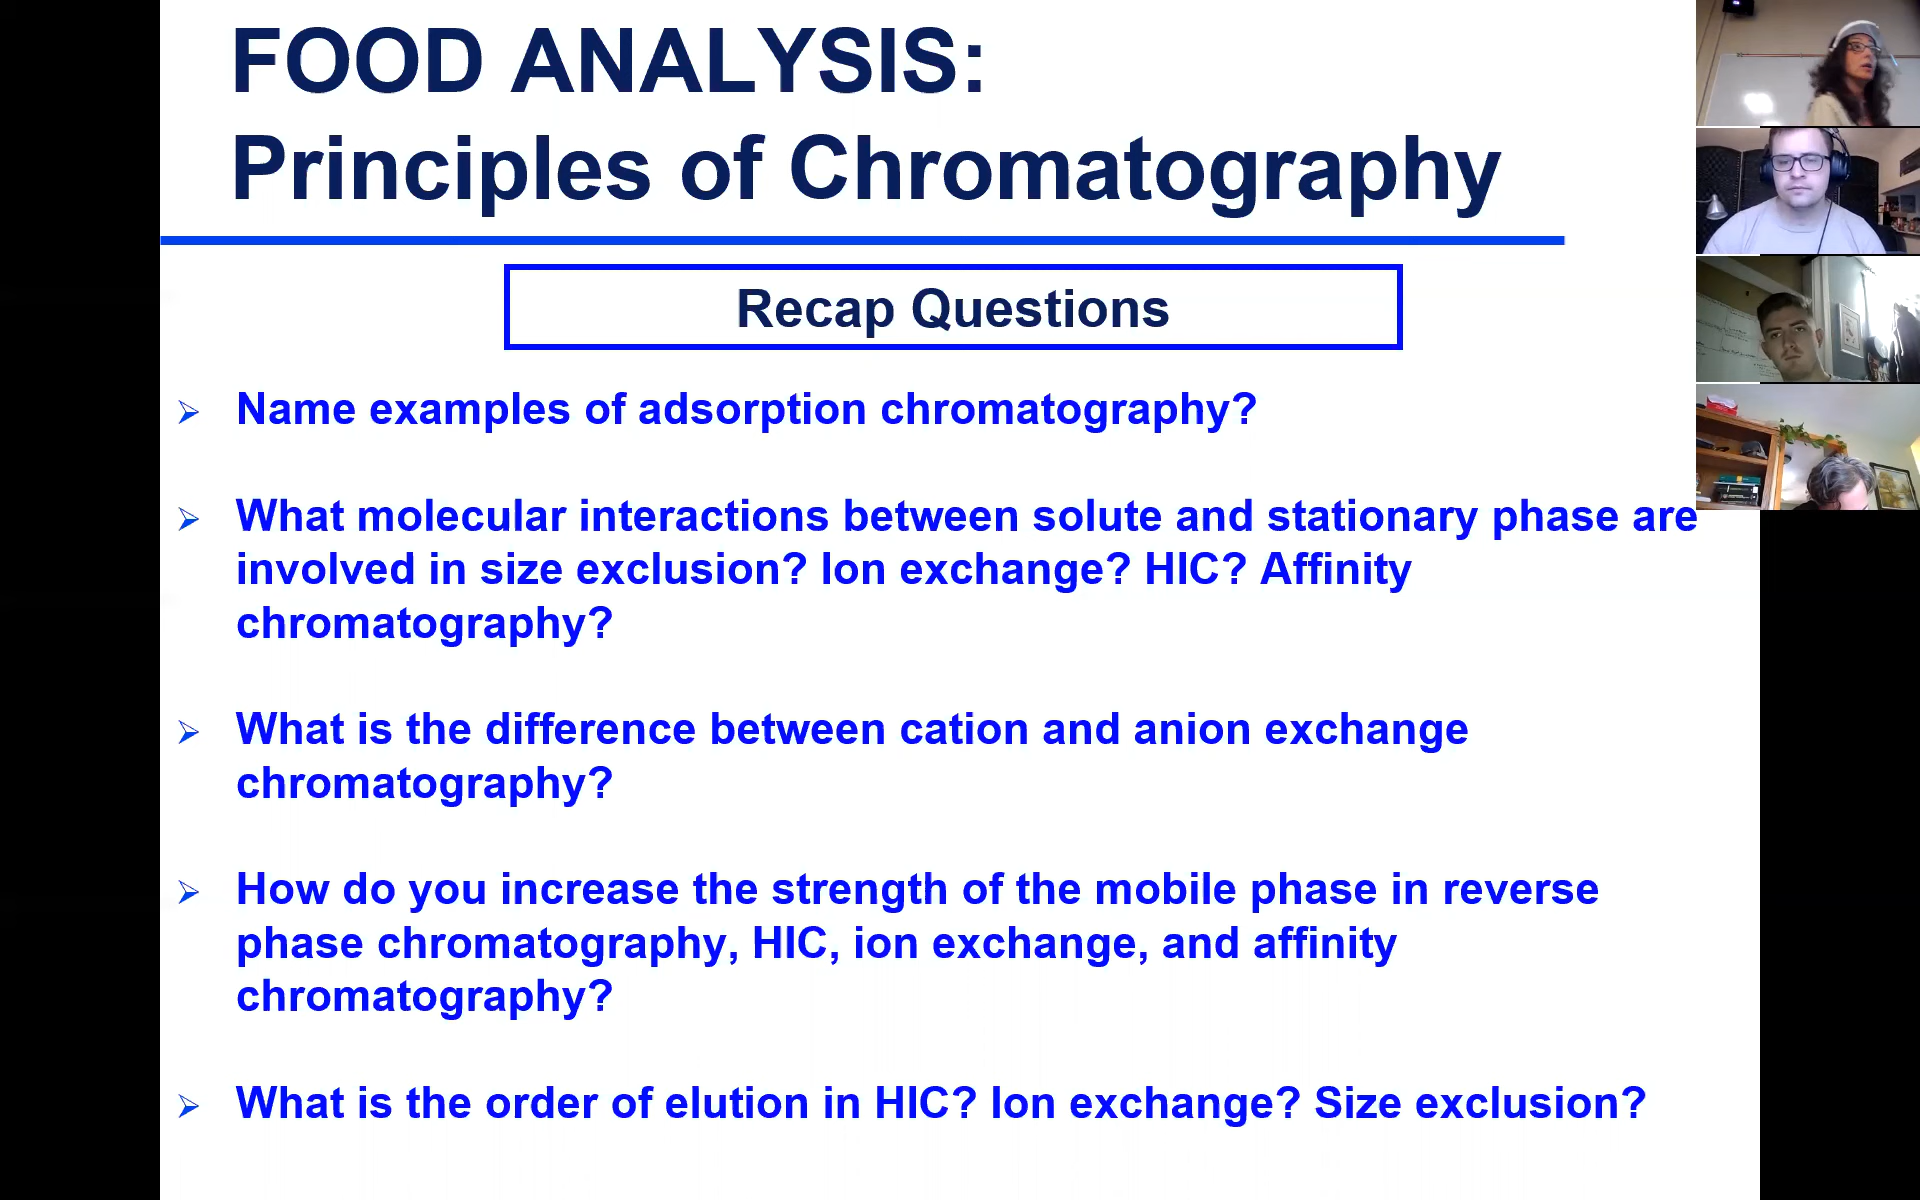 FOOD ANALYSIS:
Principles of Chromatography
Recap Questions
Name examples of adsorption chromatography?
What molecular interactions between solute and stationary phase are
involved in size exclusion? Ion exchange? HIC? Affinity
chromatography?
What is the difference between cation and anion exchange
chromatography?
How do you increase the strength of the mobile phase in reverse
phase chromatography, HIC, ion exchange, and affinity
chromatography?
What is the order of elution in HIC? Ion exchange? Size exclusion?